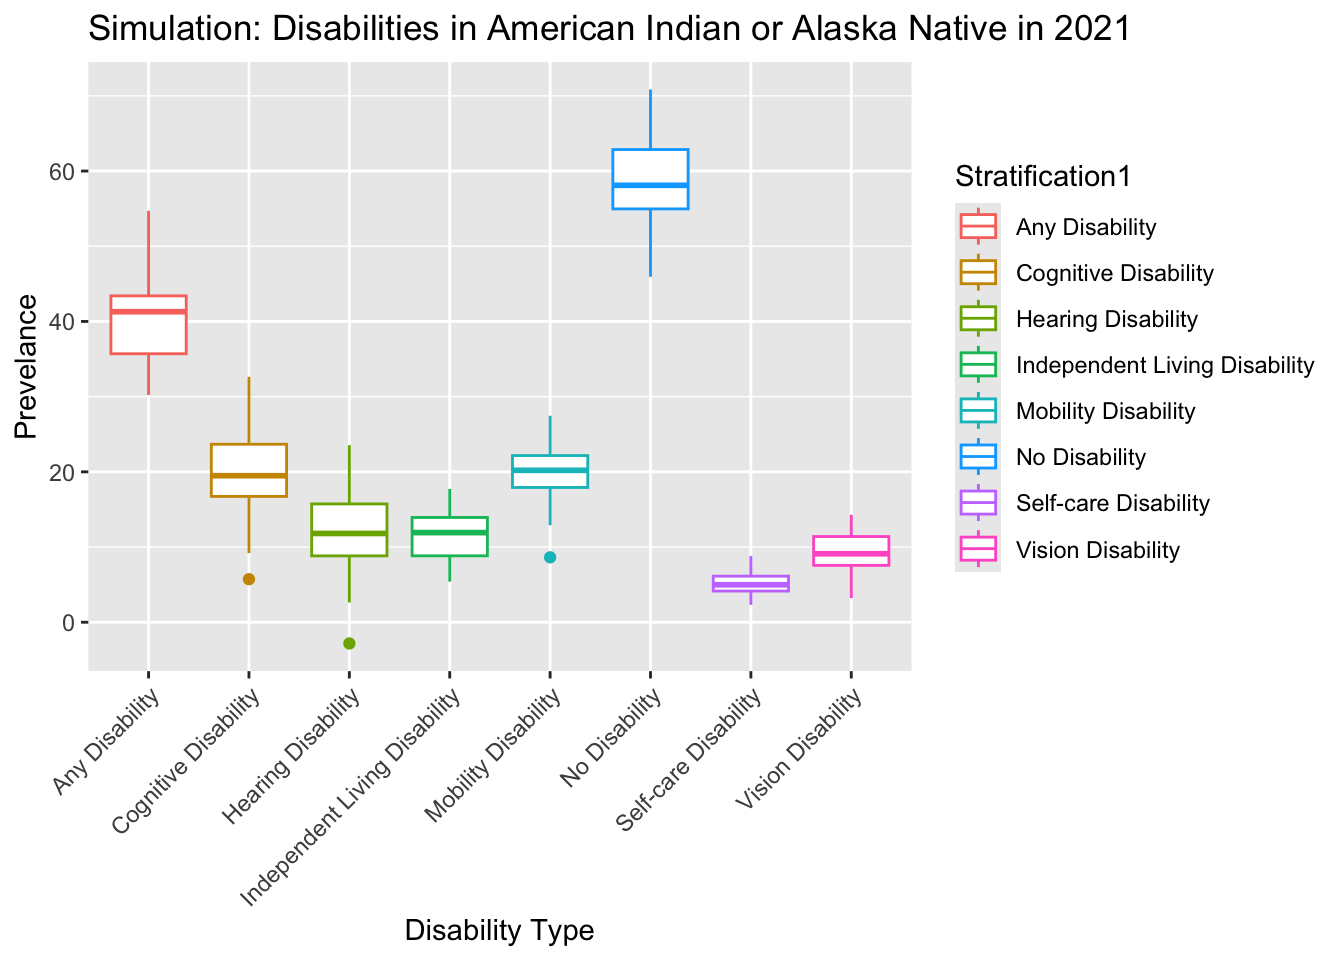 Simulation: Disabilities in American Indian or Alaska Native in 2021
Prevelance
60
40
20
0
Any Disability
Cognitive Disability
Hearing Disability
Independent Living Disability
Mobility Disability
No Disability
Self-care Disability
Vision Disability
Disability Type
Stratification1
Any Disability
Cognitive Disability
Hearing Disability
Independent Living Disability
Mobility Disability
No Disability
Self-care Disability
Vision Disability